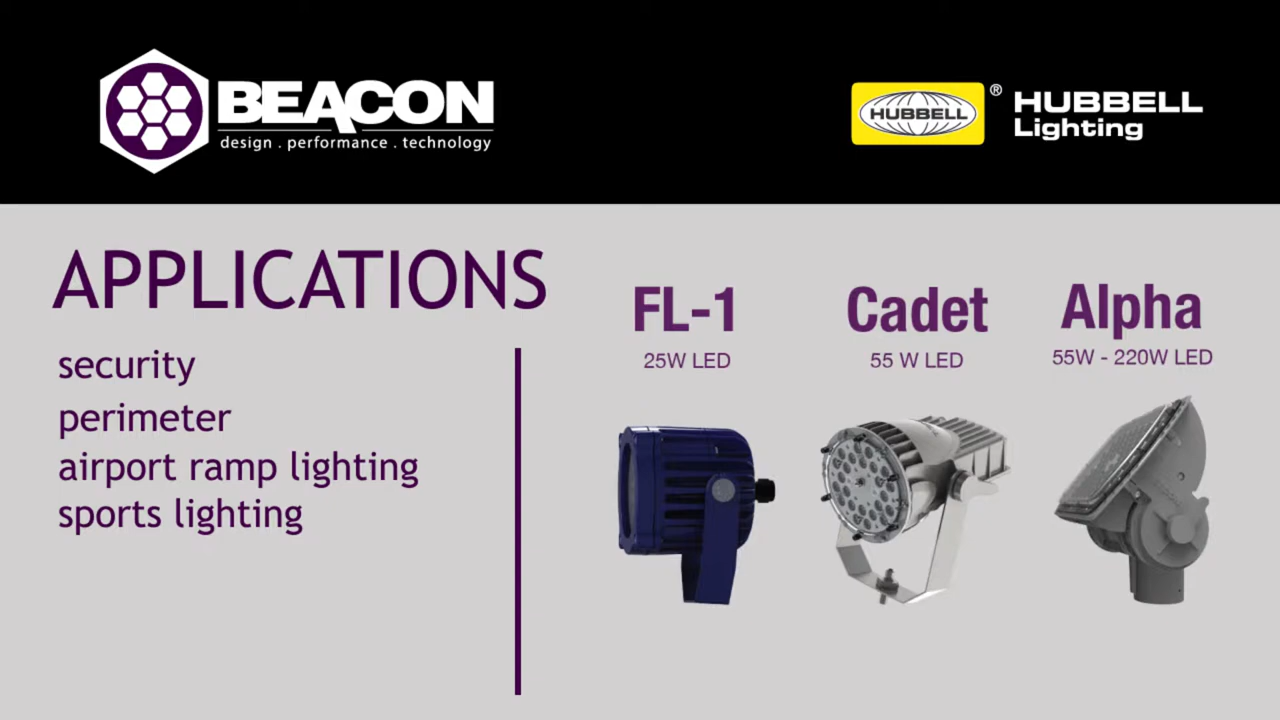 BEACON
design . performance . technology
HUBBELL
®
HUBBELL
Lighting
APPLICATIONS
security
perimeter
airport ramp lighting
sports lighting
FL-1
25W LED
Cadet
55 W LED
Alpha
55W - 220W LED